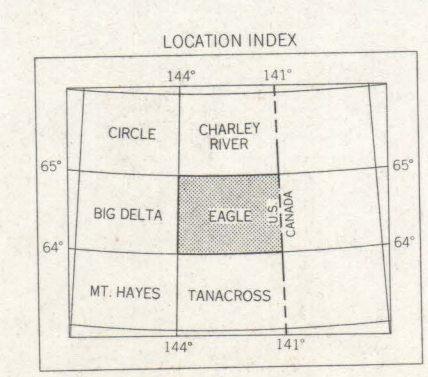 LOCATION INDEX
144° 141°
CIRCLE CHARLEY
RIVER
65° 65°
BIG DELTA EAGLE U.S.
CANADA
64° 64°
MT. HAYES TANACROSS
144° 141°